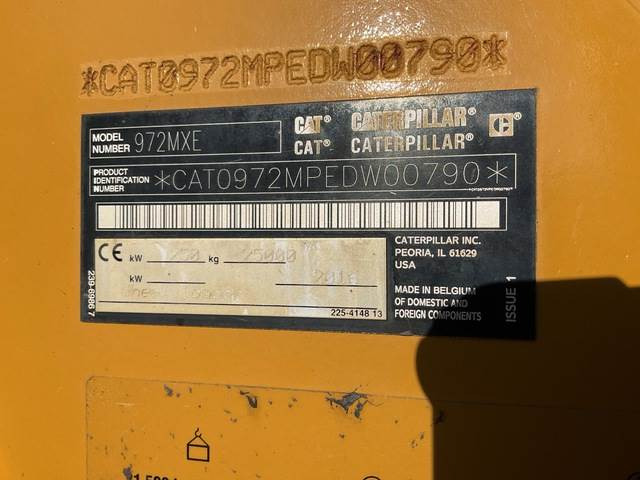 *CAT0972MPEDW00790*
MODEL NUMBER 972MXE
CAT® CATERPILLAR®
CAT® CATERPILLAR®
PRODUCT IDENTIFICATION NUMBER *CAT0972MPEDW00790*
*CAT0972MPEDW00790*
CE kW 250 kg
kW
CATERPILLAR INC.
PEORIA, IL 61629
USA
MADE IN BELGIUM
OF DOMESTIC AND
FOREIGN COMPONENTS
225-4148 13
239-6986 7
ISSUE 1